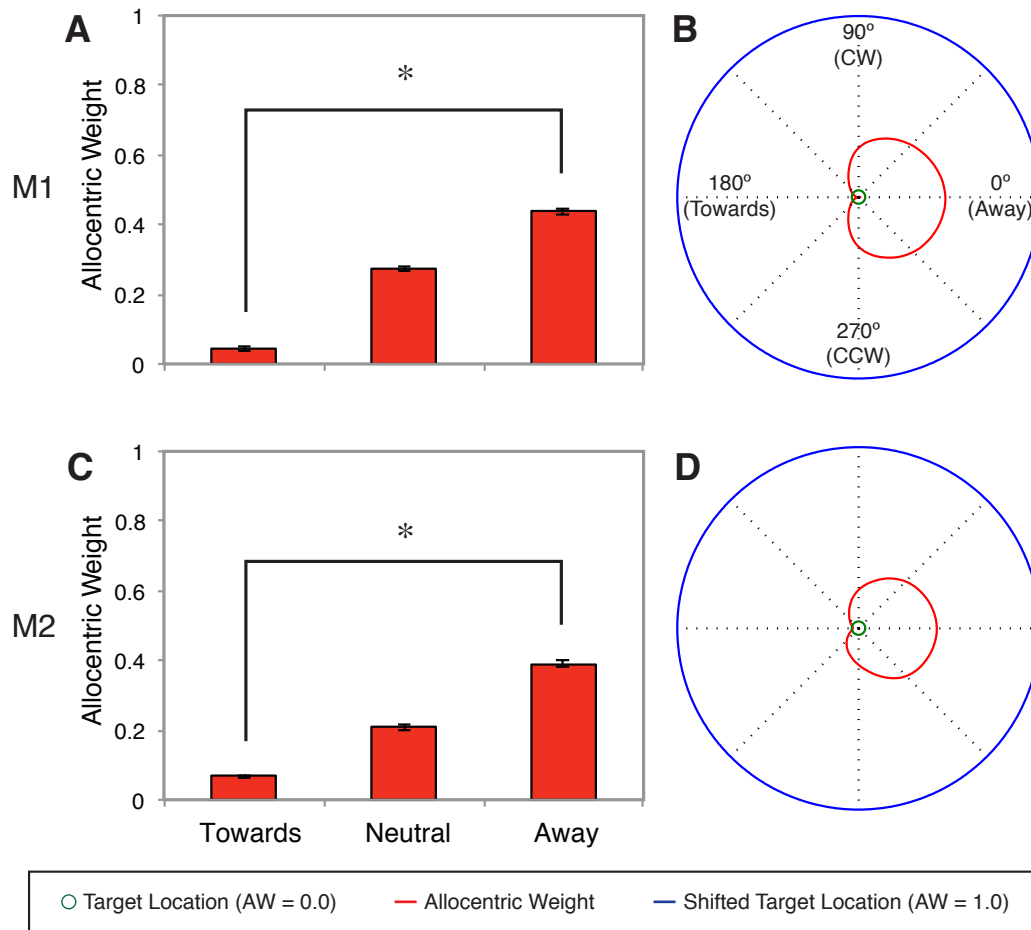 A
1
0.8
0.6
0.4
0.2
0
Allocentric Weight
M1
*
B
90º
(CW)
180º
(Towards)
0º
(Away)
270º
(CCW)
C
1
0.8
0.6
0.4
0.2
0
Allocentric Weight
M2
*
Towards Neutral Away
D
Target Location (AW = 0.0) Allocentric Weight Shifted Target Location (AW = 1.0)